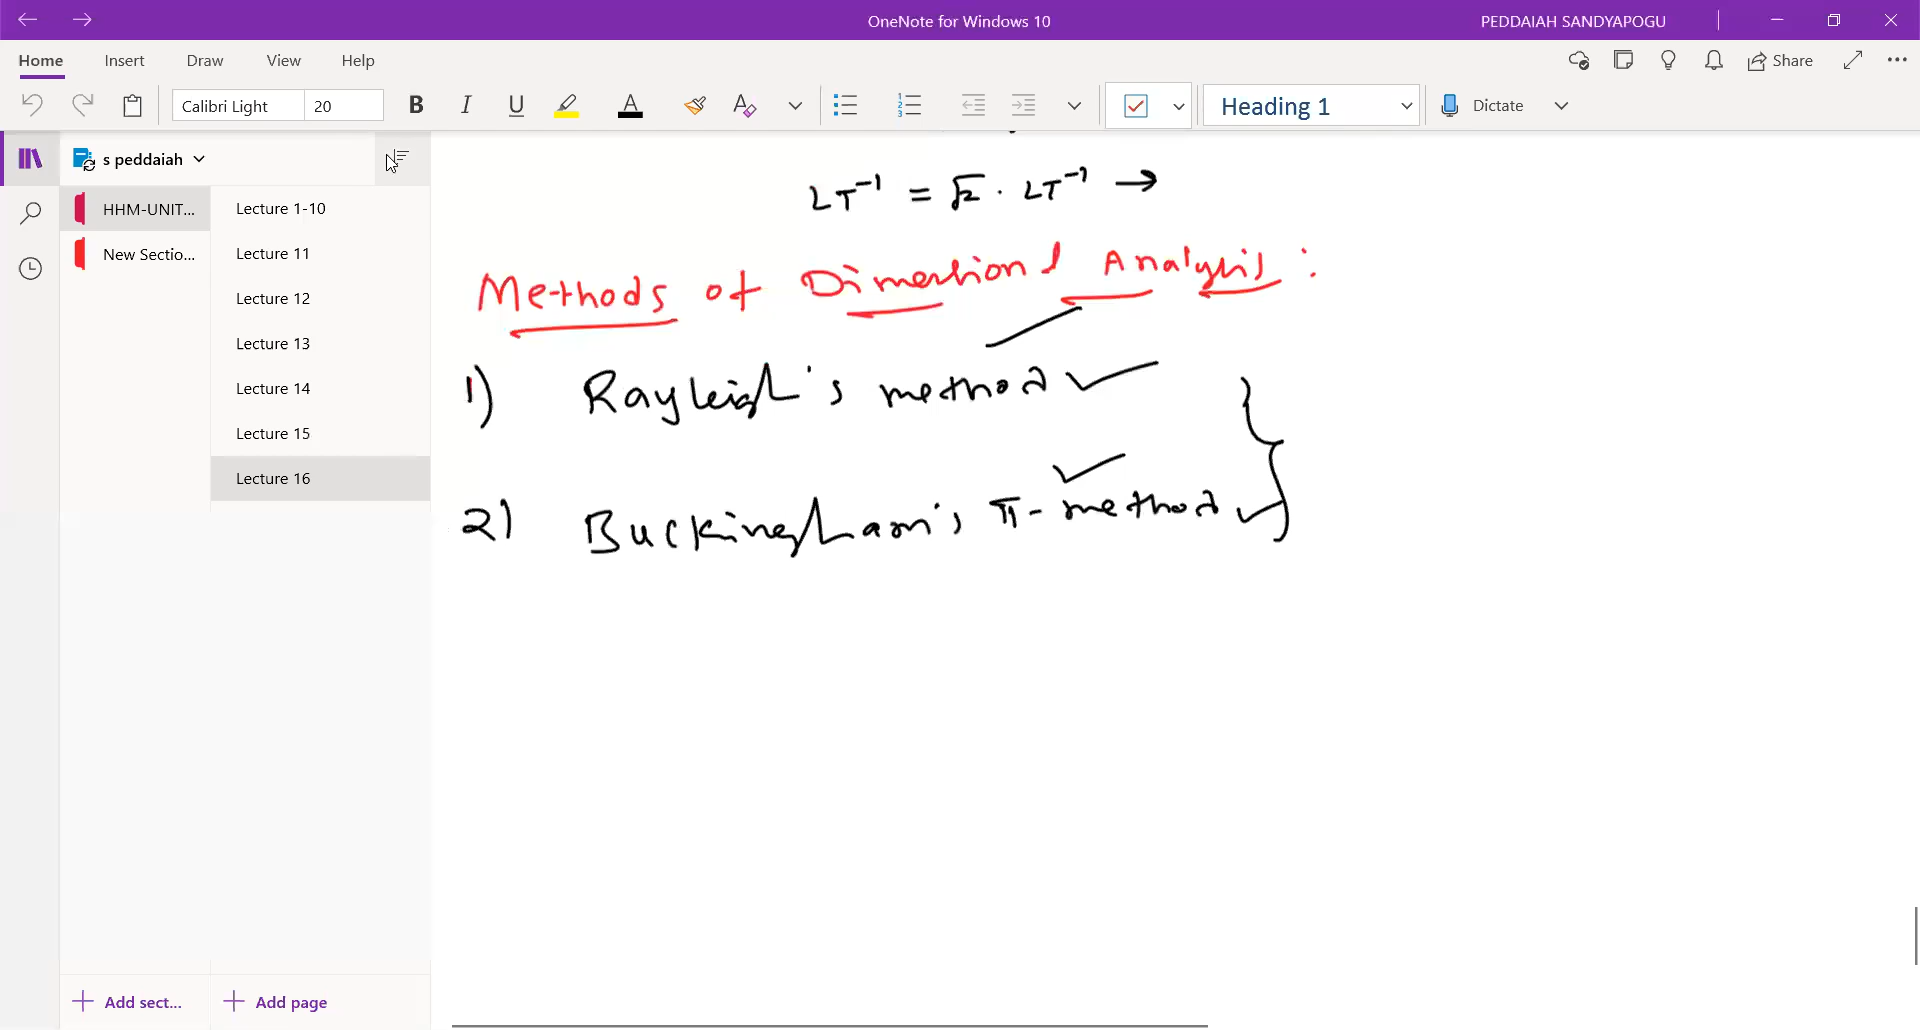 OneNote for Windows 10
PEDDAIAH SANDYAPOGU
Home Insert Draw View Help
Share
Calibri Light 20 B I U A A Heading 1 Dictate
s peddaiah
HHM-UNIT...
New Sectio...
Lecture 1-10
Lecture 11
Lecture 12
Lecture 13
Lecture 14
Lecture 15
Lecture 16
Add sect...
Add page
LT⁻¹ = √2 . LT⁻¹ →
Methods of Dimensional Analysis :
1) Rayleigh's method ✓
2) Buckingham's π-method ✓